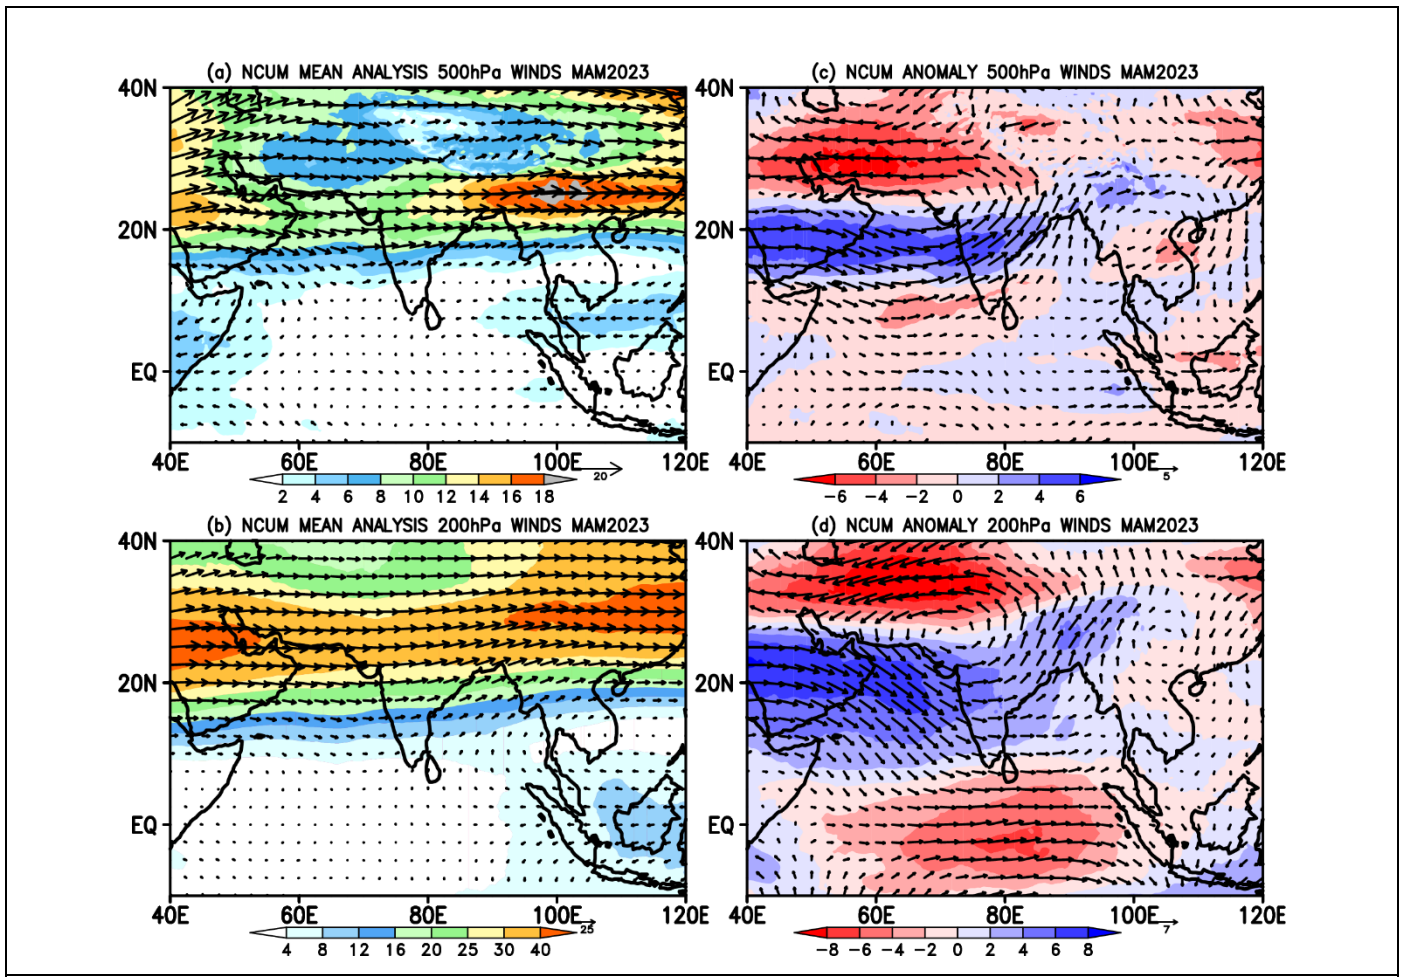 (a) NCUM MEAN ANALYSIS 500hPa WINDS MAM2023
40N
20N
EQ
40E 60E 80E 100E 120E
20
2 4 6 8 10 12 14 16 18
(c) NCUM ANOMALY 500hPa WINDS MAM2023
40N
20N
EQ
40E 60E 80E 100E 120E
5
−6 −4 −2 0 2 4 6
(b) NCUM MEAN ANALYSIS 200hPa WINDS MAM2023
40N
20N
EQ
40E 60E 80E 100E 120E
25
4 8 12 16 20 25 30 40
(d) NCUM ANOMALY 200hPa WINDS MAM2023
40N
20N
EQ
40E 60E 80E 100E 120E
7
−8 −6 −4 −2 0 2 4 6 8